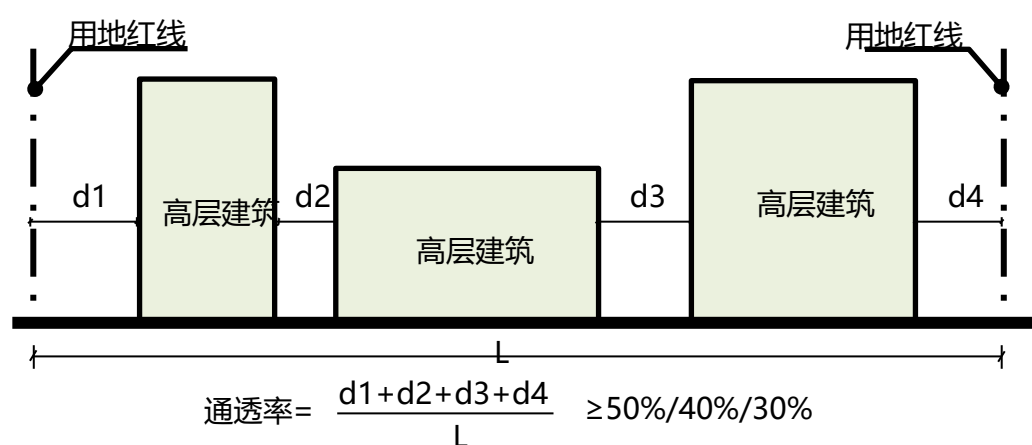 用地红线
用地红线
d1
高层建筑
d2
高层建筑
d3
高层建筑
d4
L
通透率= d1+d2+d3+d4 ≥50%/40%/30%
L